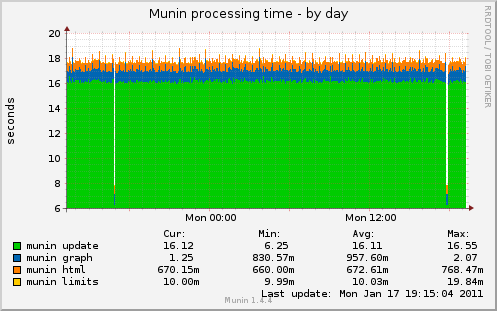 Munin processing time - by day
RRDTOOL / TOBI OETIKER
seconds
20
18
16
14
12
10
8
6
Mon 00:00 Mon 12:00
Cur: Min: Avg: Max:
munin update 16.12 6.25 16.11 16.55
munin graph 1.25 830.57m 957.60m 2.07
munin html 670.15m 660.00m 672.61m 768.47m
munin limits 10.00m 9.99m 10.03m 19.84m
Last update: Mon Jan 17 19:15:04 2011
Munin 1.4.4